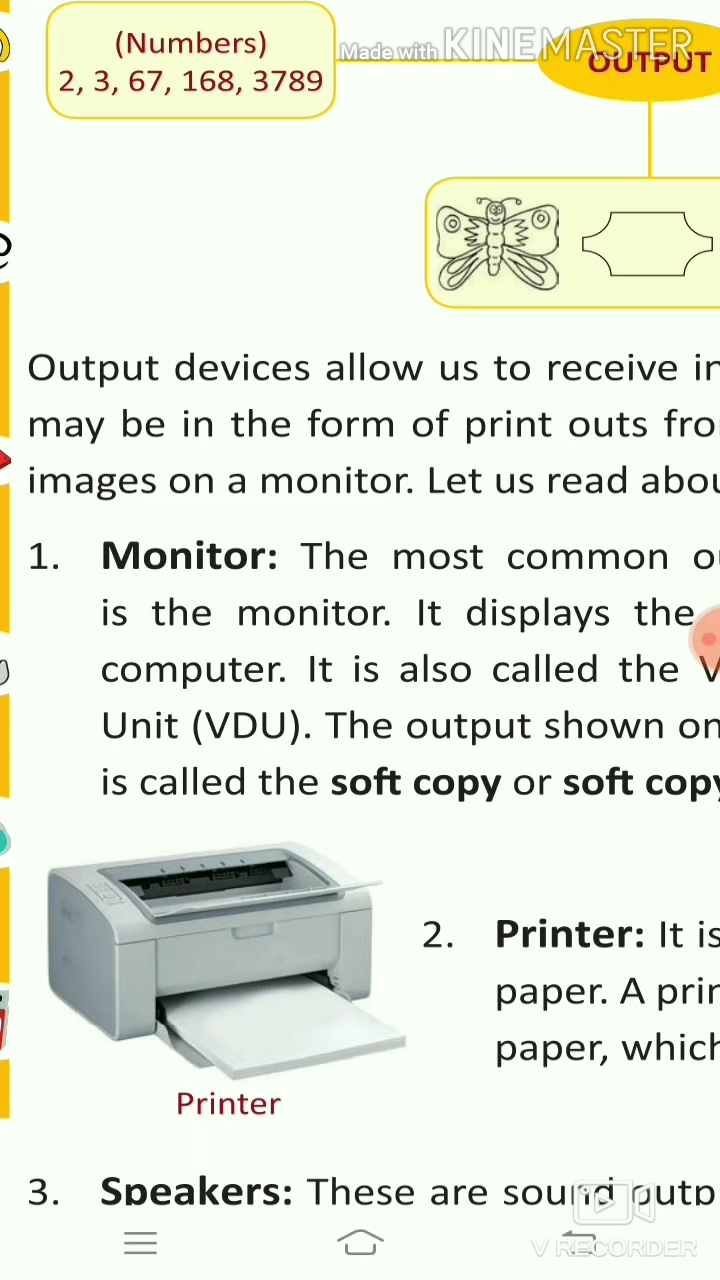 (Numbers)
2, 3, 67, 168, 3789
Made with KINEMASTER
OUTPUT
Output devices allow us to receive in
may be in the form of print outs fro
images on a monitor. Let us read abou
1. Monitor: The most common ou
is the monitor. It displays the
computer. It is also called the V
Unit (VDU). The output shown on
is called the soft copy or soft copy
2. Printer: It is
paper. A prin
paper, which
Printer
3. Speakers: These are sound outp
V RECORDER